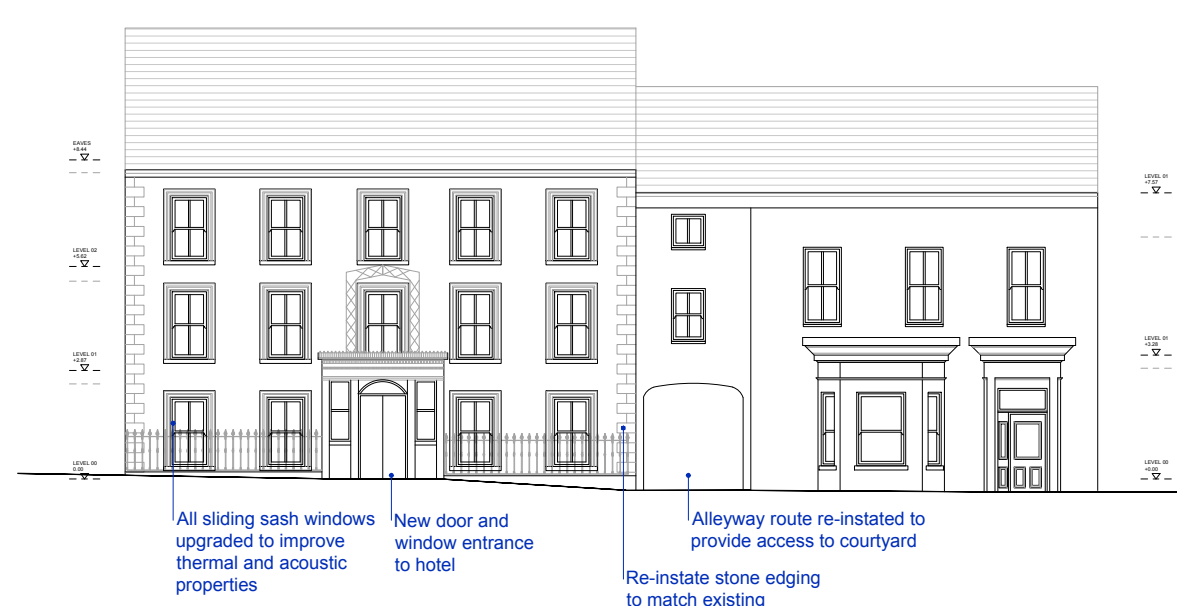 EAVES
+8.44
LEVEL 02
+5.62
LEVEL 01
+2.87
LEVEL 00
0.00
LEVEL 01
+7.57
LEVEL 01
+3.28
LEVEL 00
+0.00
All sliding sash windows
upgraded to improve
thermal and acoustic
properties
New door and
window entrance
to hotel
Re-instate stone edging
to match existing
Alleyway route re-instated to
provide access to courtyard